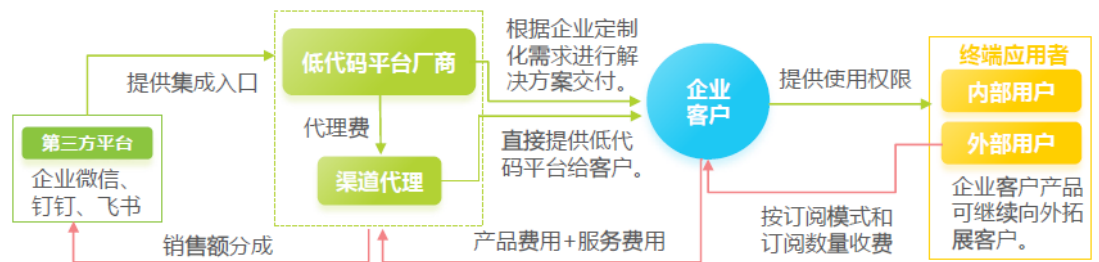 低代码平台厂商
代理费
渠道代理
提供集成入口
第三方平台
企业微信、
钉钉、飞书
销售额分成
根据企业定制
化需求进行解
决方案交付。
直接提供低代
码平台给客户。
产品费用+服务费用
企业
客户
提供使用权限
按订阅模式和
订阅数量收费
终端应用者
内部用户
外部用户
企业客户产品
可继续向外拓
展客户。